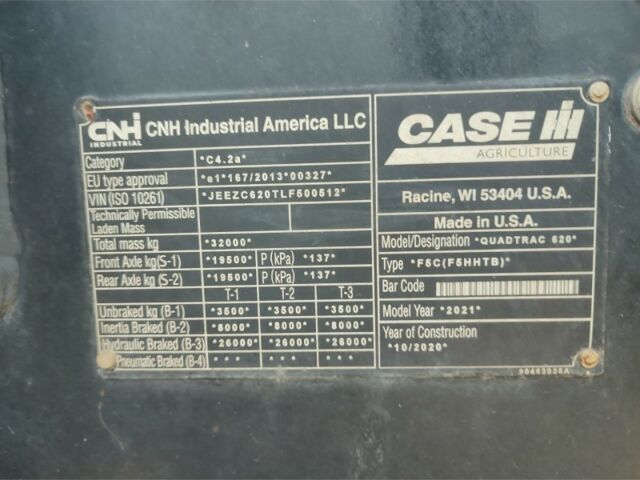 CNH INDUSTRIAL CNH Industrial America LLC
Category *C4.2a*
EU type approval *e1*167/2013*00327*
VIN (ISO 10261) *JEEZC620TLF500512*
Technically Permissible
Laden Mass
Total mass kg *32000*
Front Axle kg(S-1) *19500* P (kPa) *137*
Rear Axle kg(S-2) *19500* P (kPa) *137*
T-1 T-2 T-3
Unbraked kg (B-1) *3500* *3500* *3500*
Inertia Braked (B-2) *8000* *8000* *8000*
Hydraulic Braked (B-3) *26000* *26000* *26000*
Pneumatic Braked (B-4) * * * * * * * * *
CASE IH
AGRICULTURE
Racine, WI 53404 U.S.A.
Made in U.S.A.
Model/Designation *QUADTRAC 620*
Type *F5C(F5HHTB)*
Bar Code
Model Year *2021*
Year of Construction
*10/2020*